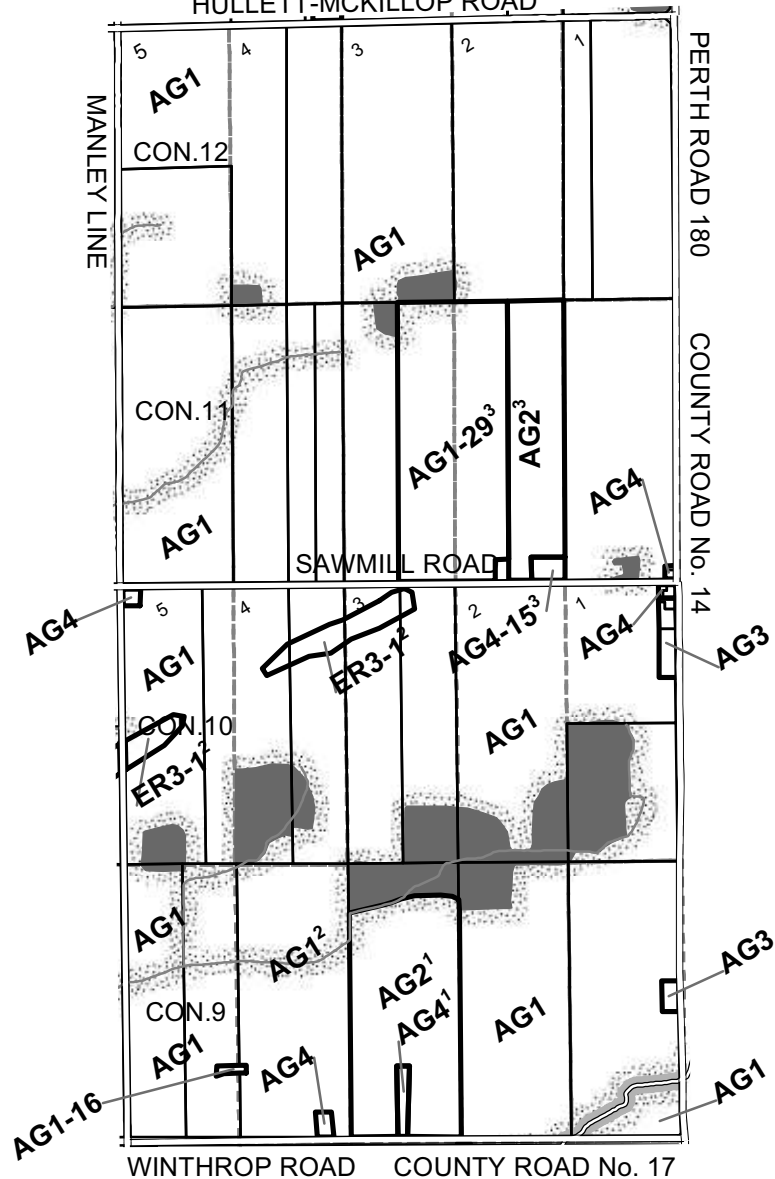 HULLETT-MCKILLOP ROAD
5
4
3
2
1
PERTH ROAD 180
MANLEY LINE
AG1
CON.12
AG1
COUNTY ROAD No. 14
CON.11
AG1-29³
AG2³
AG4
AG1
SAWMILL ROAD
AG4
5
4
3
2
1
AG4-15³
AG4
AG3
AG1
ER3-1²
AG1
CON.10
ER3-1²
AG1
AG1²
AG2¹
AG3
CON.9
AG4¹
AG1
AG1
AG4
AG1
AG1-16
WINTHROP ROAD
COUNTY ROAD No. 17